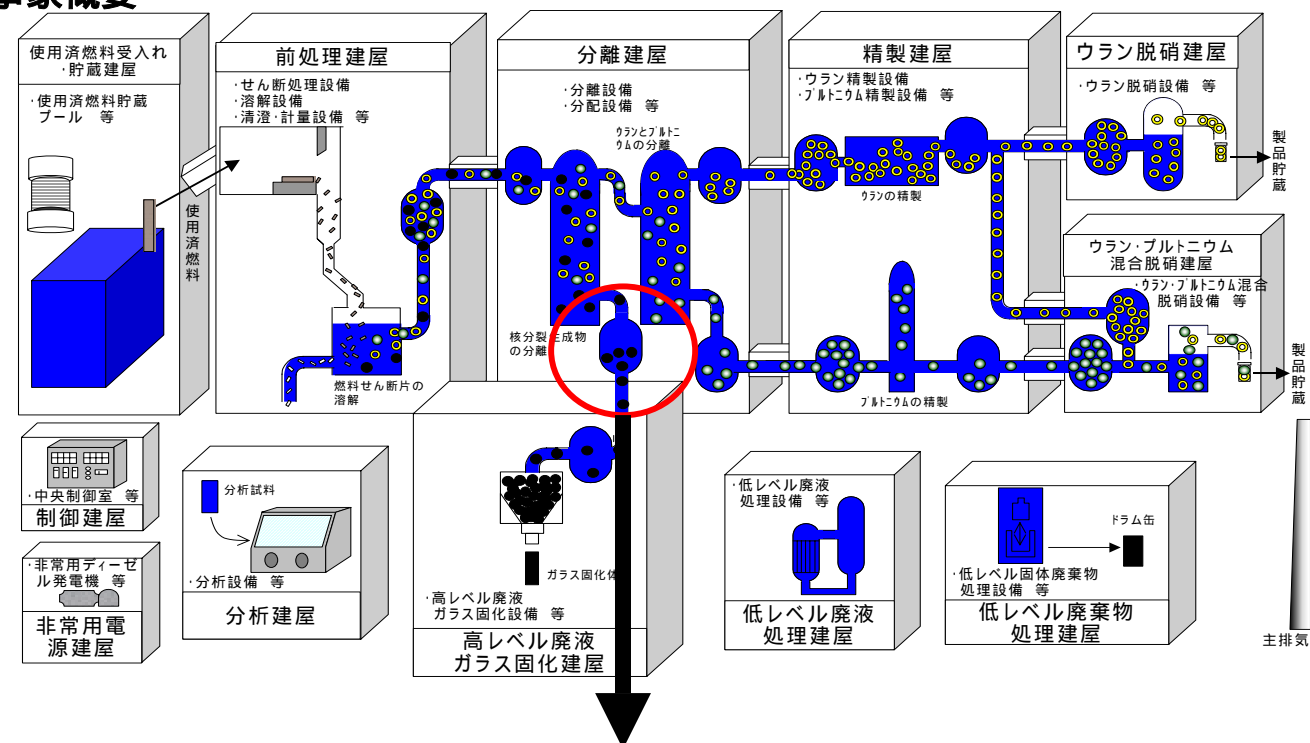 事象概要
使用済燃料受入れ
・貯蔵建屋
・使用済燃料貯蔵
プール 等
使用済燃料
前処理建屋
・せん断処理設備
・溶解設備
・清澄・計量設備 等
燃料せん断片の
溶解
分離建屋
・分離設備
・分配設備 等
ウランとプルトニ
ウムの分離
核分裂生成物
の分離
精製建屋
・ウラン精製設備
・プルトニウム精製設備 等
ウランの精製
プルトニウムの精製
ウラン脱硝建屋
・ウラン脱硝設備 等
製品貯蔵
ウラン・プルトニウム
混合脱硝建屋
・ウラン・プルトニウム混合
脱硝設備 等
製品貯蔵
・中央制御室 等
制御建屋
・非常用ディーゼ
ル発電機 等
非常用電
源建屋
分析試料
・分析設備 等
分析建屋
ガラス固化体
・高レベル廃液
ガラス固化設備 等
高レベル廃液
ガラス固化建屋
・低レベル廃液
処理設備 等
低レベル廃液
処理建屋
ドラム缶
・低レベル固体廃棄物
処理設備 等
低レベル廃棄物
処理建屋
主排気